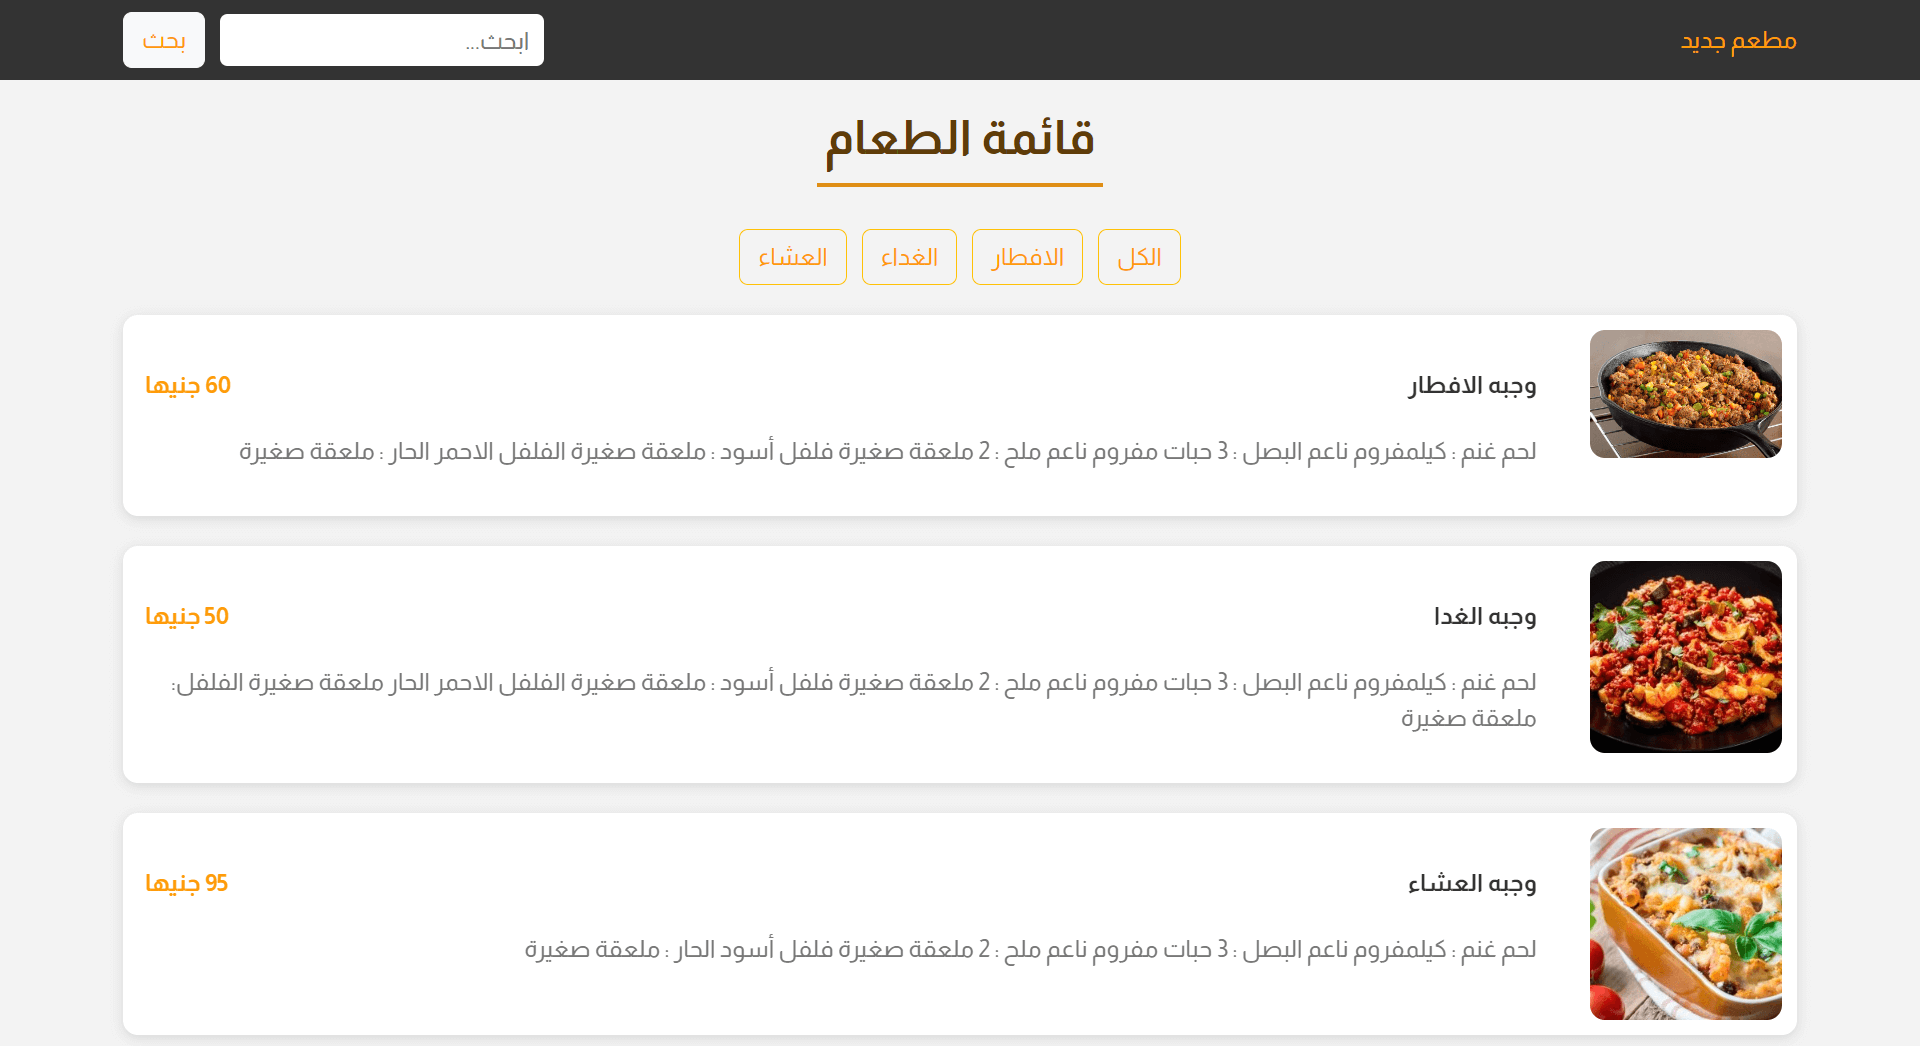 مطعم جديد
ابحث...
بحث
قائمة الطعام
الكل
الافطار
الغداء
العشاء
وجبه الافطار
60 جنيها
لحم غنم : كيلمفروم ناعم البصل : 3 حبات مفروم ناعم ملح : 2 ملعقة صغيرة فلفل أسود : ملعقة صغيرة الفلفل الاحمر الحار : ملعقة صغيرة
وجبه الغدا
50 جنيها
لحم غنم : كيلمفروم ناعم البصل : 3 حبات مفروم ناعم ملح : 2 ملعقة صغيرة فلفل أسود : ملعقة صغيرة الفلفل الاحمر الحار ملعقة صغيرة الفلفل:
ملعقة صغيرة
وجبه العشاء
95 جنيها
لحم غنم : كيلمفروم ناعم البصل : 3 حبات مفروم ناعم ملح : 2 ملعقة صغيرة فلفل أسود الحار : ملعقة صغيرة